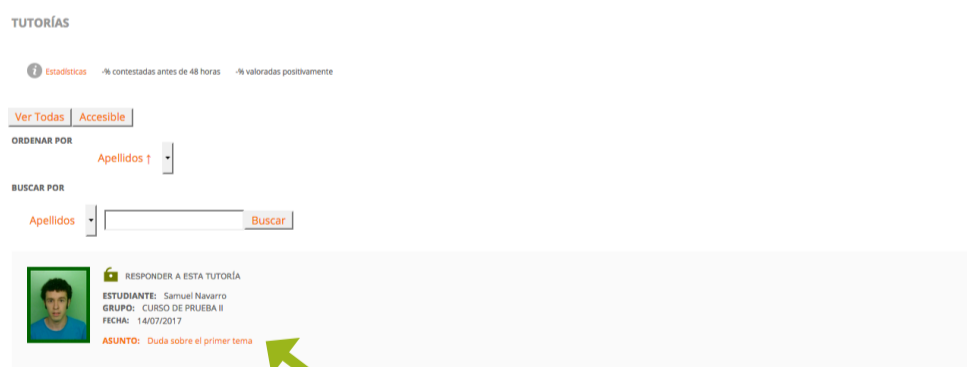 TUTORÍAS
i Estadísticas -% contestadas antes de 48 horas -% valoradas positivamente
Ver Todas Accesible
ORDENAR POR
Apellidos ↑
BUSCAR POR
Apellidos Buscar
RESPONDER A ESTA TUTORÍA
ESTUDIANTE: Samuel Navarro
GRUPO: CURSO DE PRUEBA II
FECHA: 14/07/2017
ASUNTO: Duda sobre el primer tema